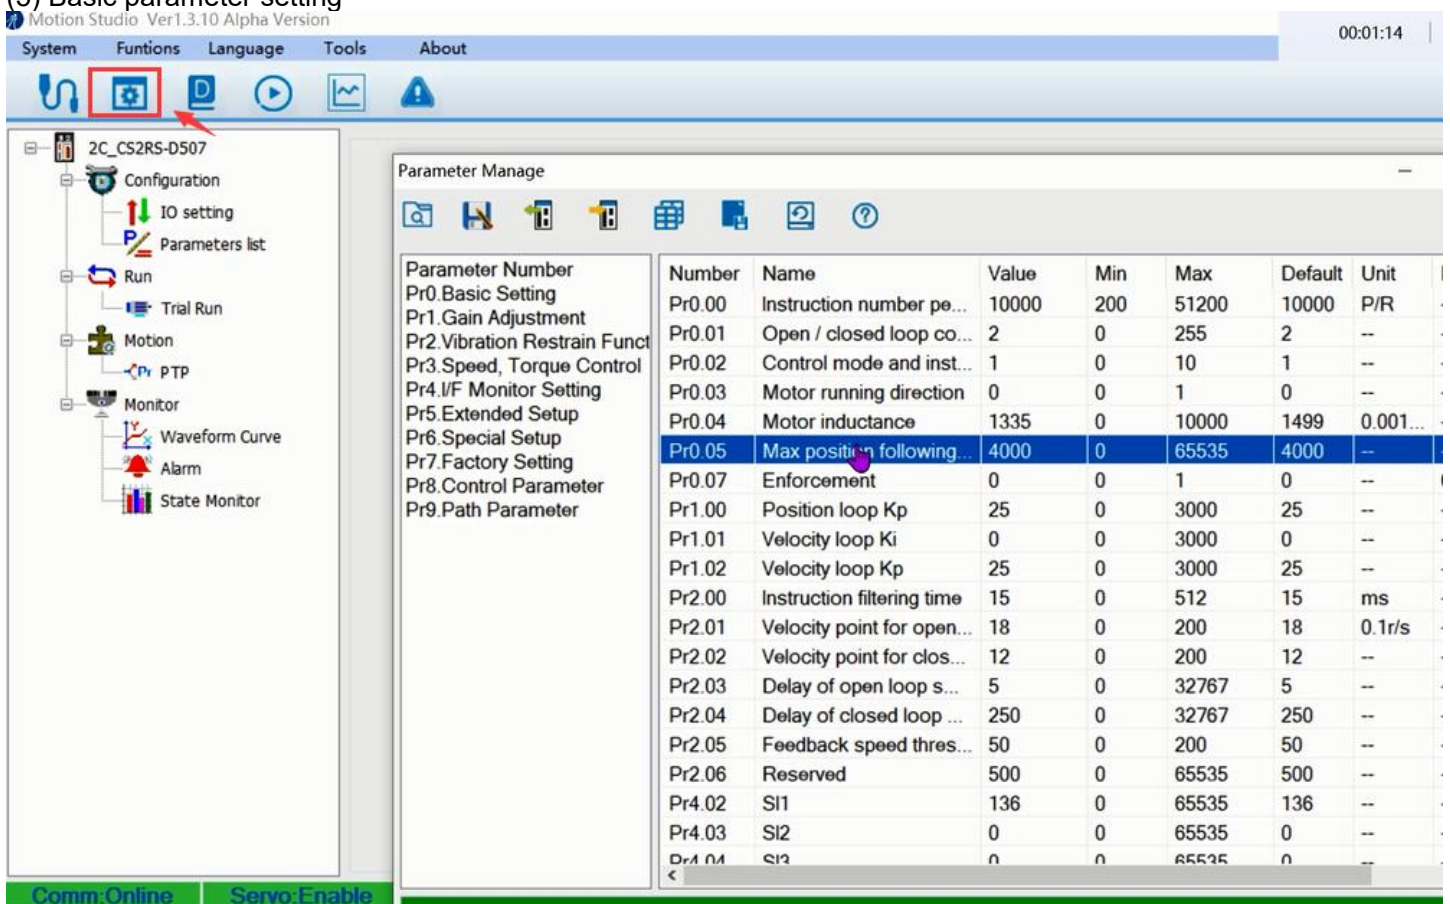 (3) Basic parameter setting
Motion Studio Ver1.3.10 Alpha Version
00:01:14
System Funtions Language Tools About
D
2C_CS2RS-D507
Configuration
IO setting
Parameters list
Run
Trial Run
Motion
PTP
Monitor
Waveform Curve
Alarm
State Monitor
Comm:Online Servo:Enable
Parameter Manage
Parameter Number
Pr0.Basic Setting
Pr1.Gain Adjustment
Pr2.Vibration Restrain Funct
Pr3.Speed, Torque Control
Pr4.I/F Monitor Setting
Pr5.Extended Setup
Pr6.Special Setup
Pr7.Factory Setting
Pr8.Control Parameter
Pr9.Path Parameter
Number Name Value Min Max Default Unit
Pr0.00 Instruction number pe... 10000 200 51200 10000 P/R
Pr0.01 Open / closed loop co... 2 0 255 2 --
Pr0.02 Control mode and inst... 1 0 10 1 --
Pr0.03 Motor running direction 0 0 1 0 --
Pr0.04 Motor inductance 1335 0 10000 1499 0.001...
Pr0.05 Max position following... 4000 0 65535 4000 --
Pr0.07 Enforcement 0 0 1 0 --
Pr1.00 Position loop Kp 25 0 3000 25 --
Pr1.01 Velocity loop Ki 0 0 3000 0 --
Pr1.02 Velocity loop Kp 25 0 3000 25 --
Pr2.00 Instruction filtering time 15 0 512 15 ms
Pr2.01 Velocity point for open... 18 0 200 18 0.1r/s
Pr2.02 Velocity point for clos... 12 0 200 12 --
Pr2.03 Delay of open loop s... 5 0 32767 5 --
Pr2.04 Delay of closed loop ... 250 0 32767 250 --
Pr2.05 Feedback speed thres... 50 0 200 50 --
Pr2.06 Reserved 500 0 65535 500 --
Pr4.02 SI1 136 0 65535 136 --
Pr4.03 SI2 0 0 65535 0 --
Pr4.04 SI3 0 0 65535 0 --